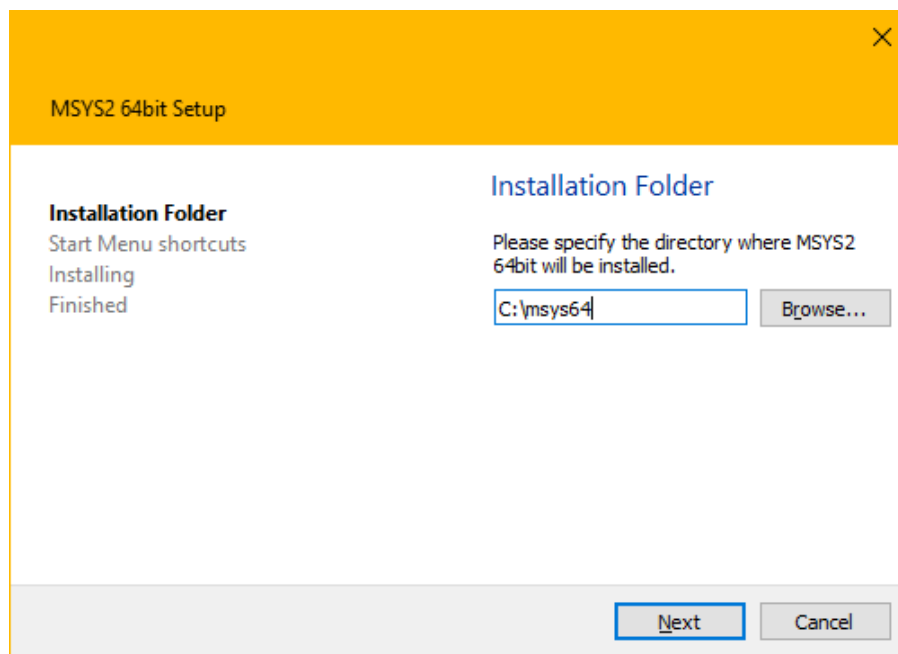 MSYS2 64bit Setup
Installation Folder
Start Menu shortcuts
Installing
Finished
Installation Folder
Please specify the directory where MSYS2
64bit will be installed.
C:\msys64
Browse...
Next
Cancel